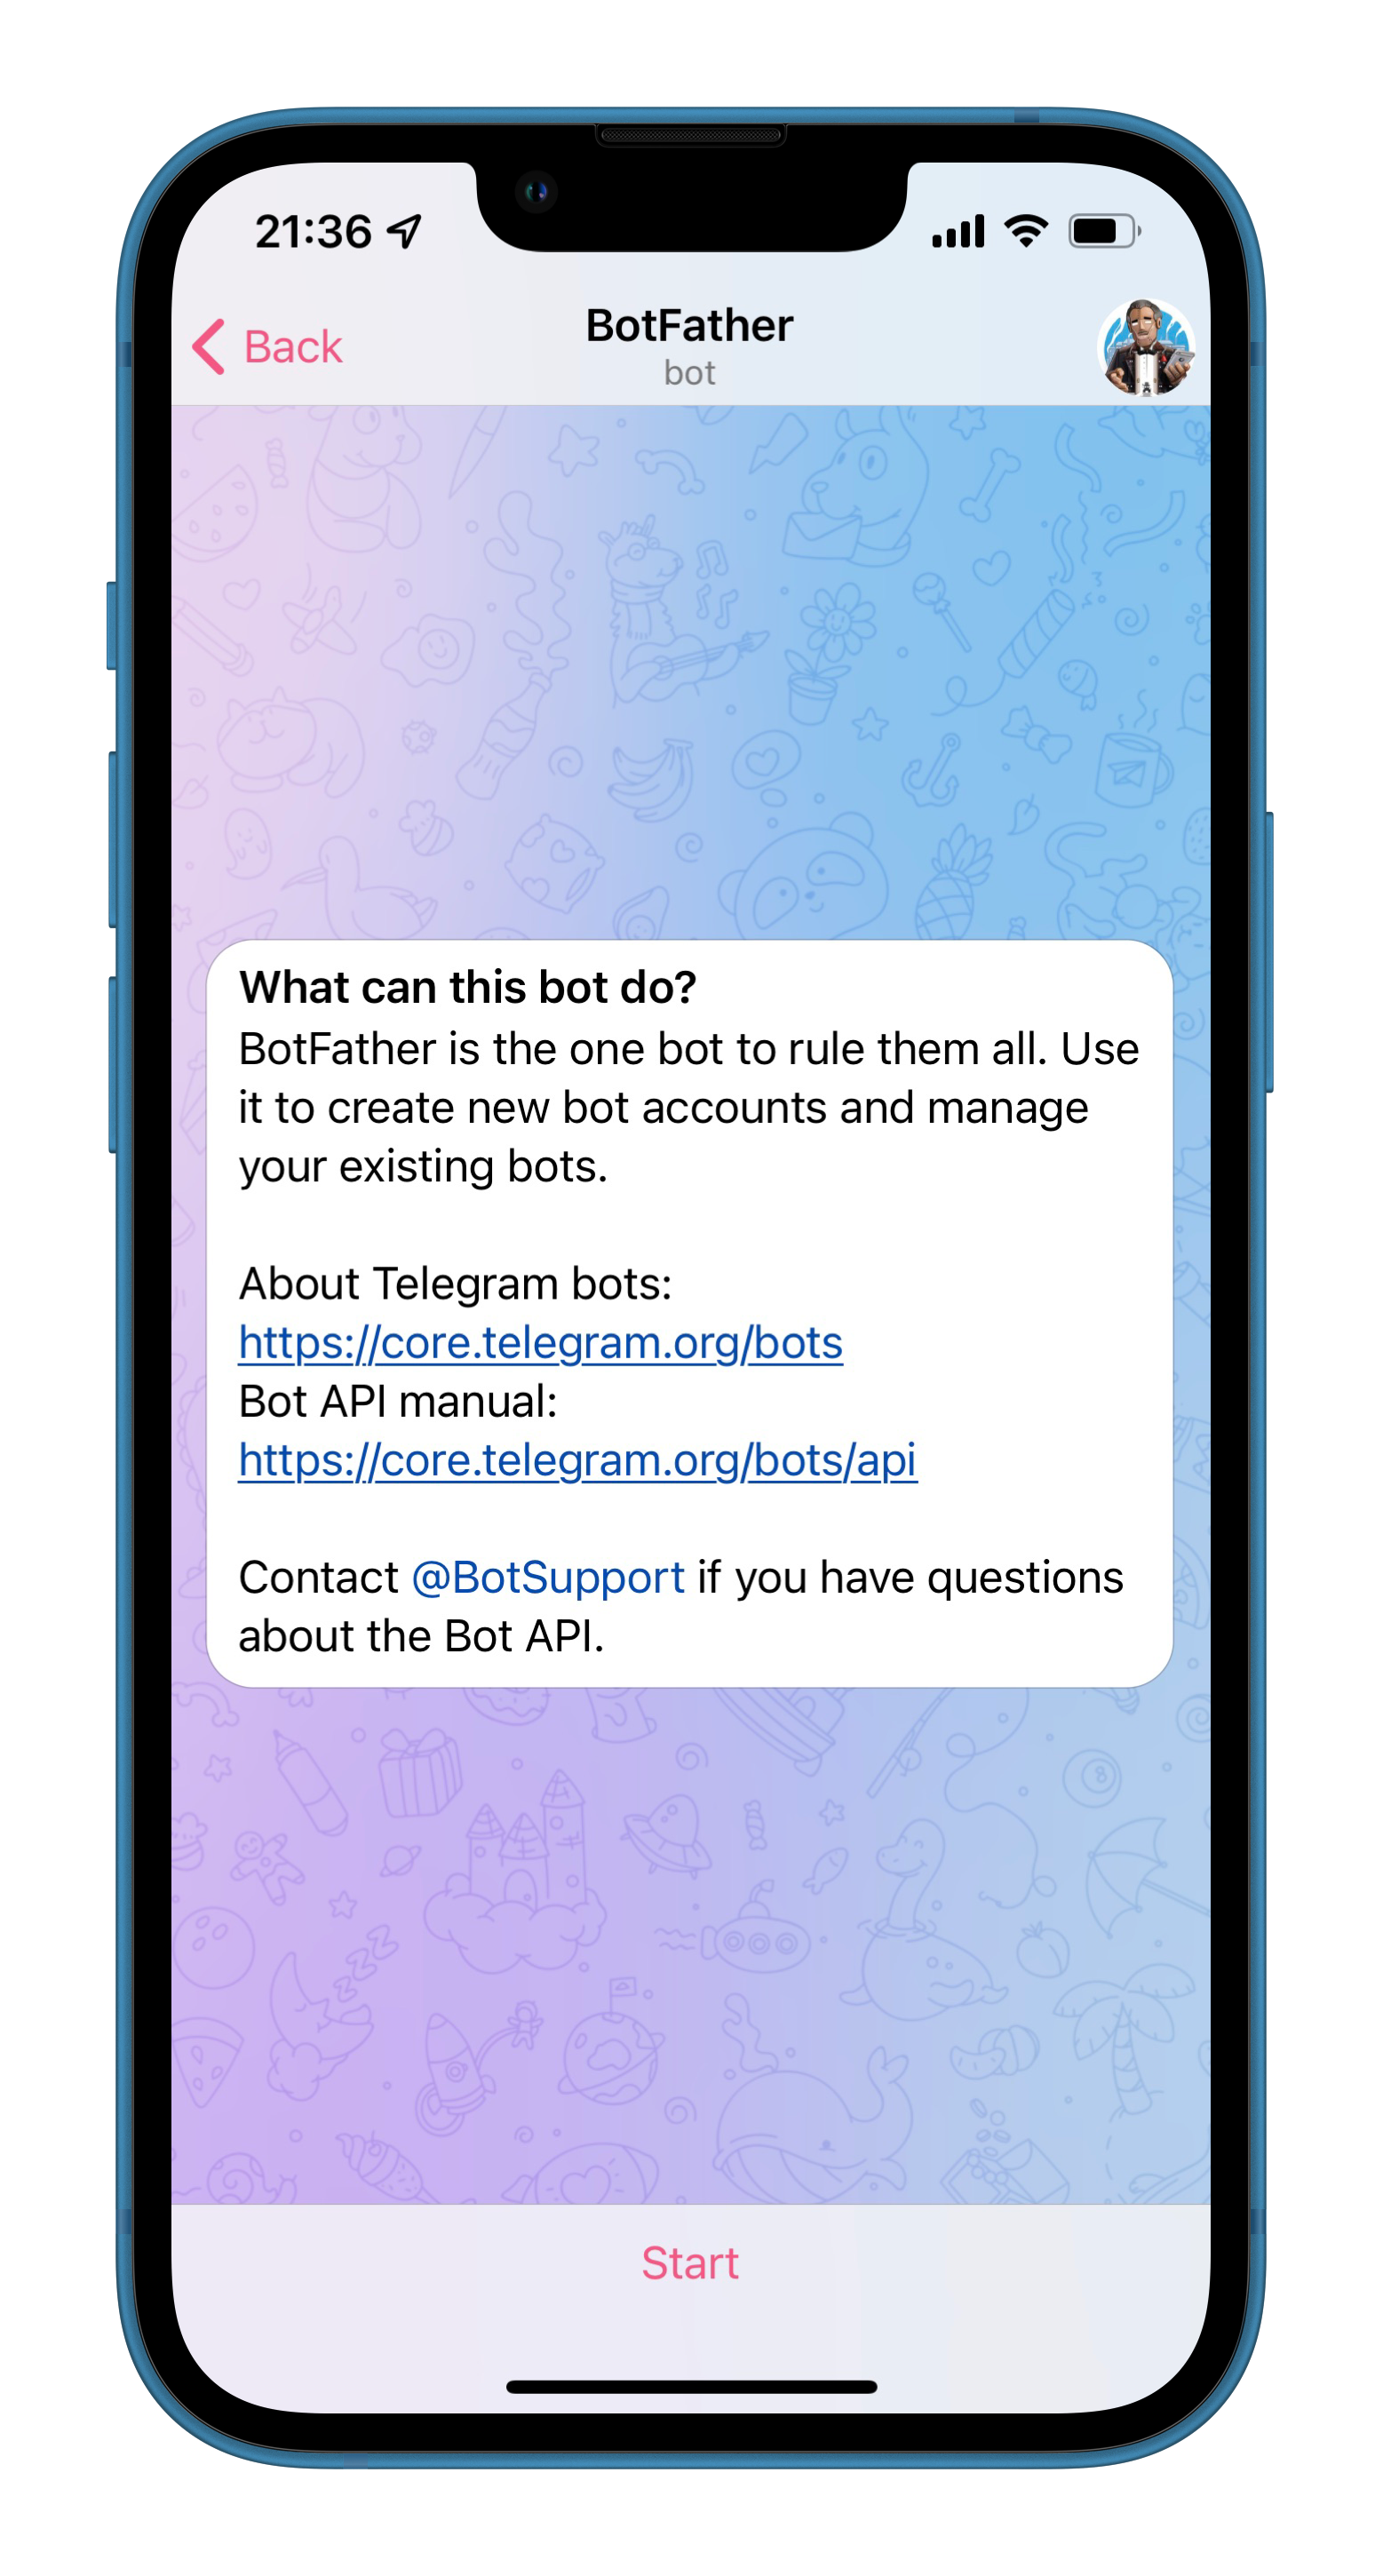 21:36
Back
BotFather
bot
What can this bot do?
BotFather is the one bot to rule them all. Use
it to create new bot accounts and manage
your existing bots.
About Telegram bots:
https://core.telegram.org/bots
Bot API manual:
https://core.telegram.org/bots/api
Contact @BotSupport if you have questions
about the Bot API.
Start